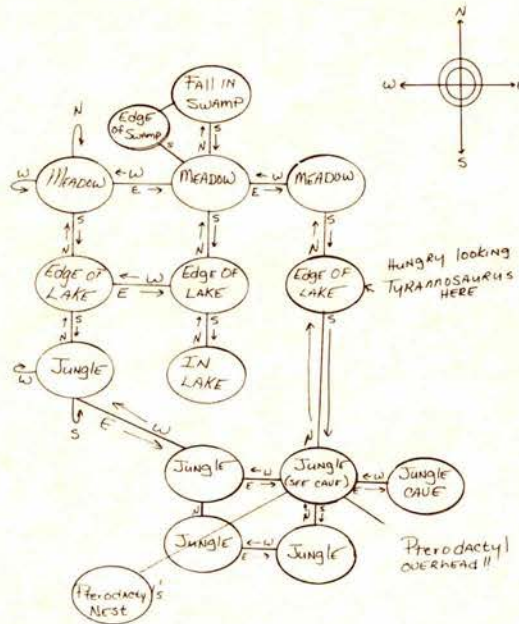 N
W
S
FALL IN
SWAMP
EDGE
OF SWAMP
S
N
S
N
W
MEADOW
W
E
MEADOW
W
E
MEADOW
N
S
N
S
N
S
EDGE OF
LAKE
W
E
EDGE OF
LAKE
EDGE OF
LAKE
HUNGRY LOOKING
TYRANNOSAURUS
HERE
N
S
N
S
S
W
JUNGLE
IN
LAKE
S
E
W
N
JUNGLE
W
E
JUNGLE
(SEE CAVE)
W
E
JUNGLE
CAVE
N
N
S
JUNGLE
W
E
JUNGLE
PTERODACTYL
OVERHEAD!!
PTERODACTYL'S
NEST